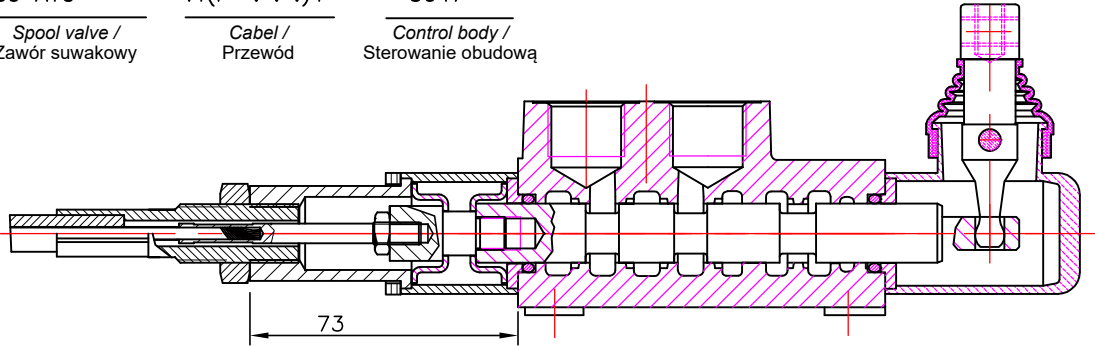 Spool valve /
Zawór suwakowy
Cabel /
Przewód
Control body /
Sterowanie obudową
73